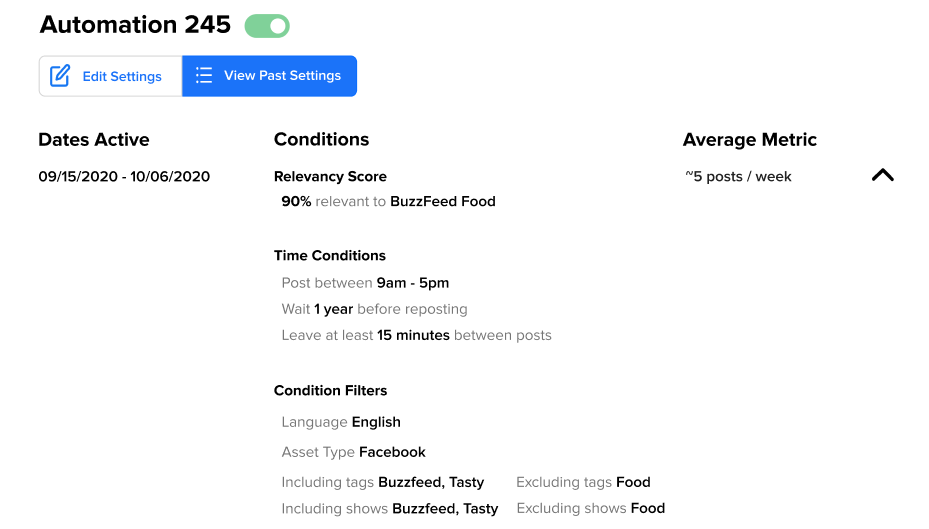 Automation 245
Edit Settings
View Past Settings
Dates Active
Conditions
Average Metric
09/15/2020 - 10/06/2020
Relevancy Score
~5 posts / week
90% relevant to BuzzFeed Food
Time Conditions
Post between 9am - 5pm
Wait 1 year before reposting
Leave at least 15 minutes between posts
Condition Filters
Language English
Asset Type Facebook
Including tags Buzzfeed, Tasty
Excluding tags Food
Including shows Buzzfeed, Tasty
Excluding shows Food